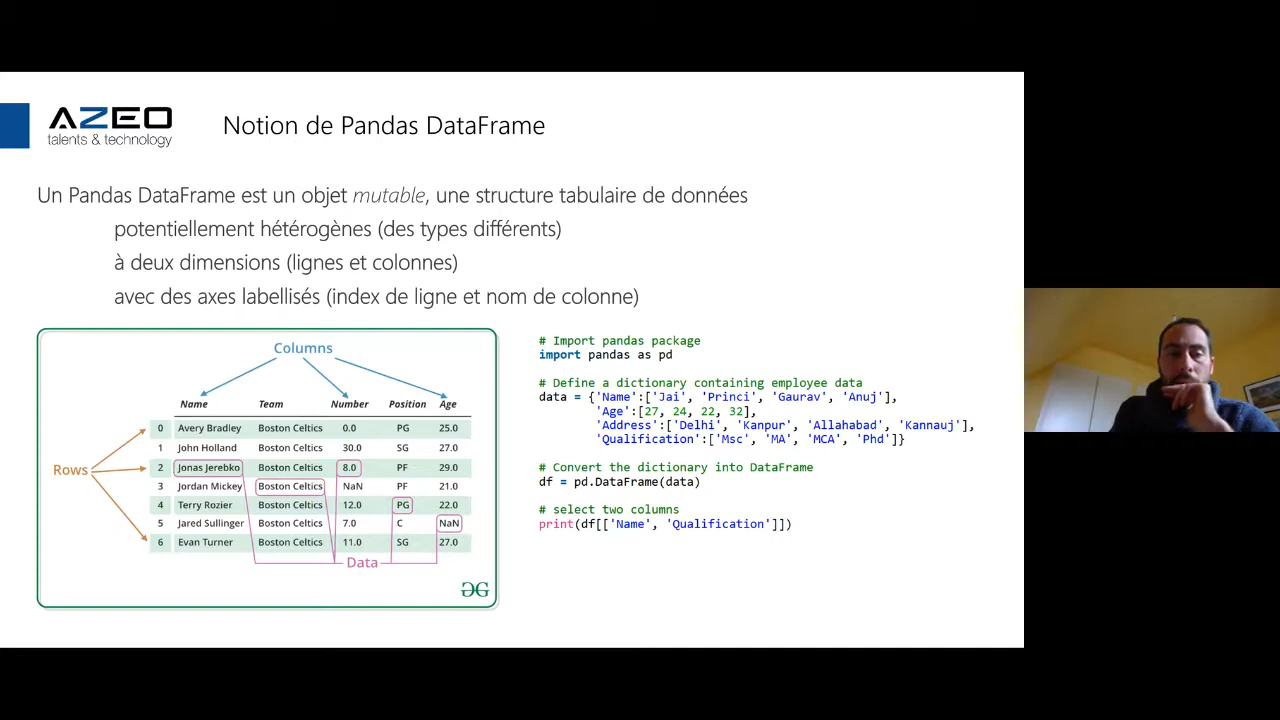 AZEO
talents & technology
Notion de Pandas DataFrame
Un Pandas DataFrame est un objet mutable, une structure tabulaire de données
potentiellement hétérogènes (des types différents)
à deux dimensions (lignes et colonnes)
avec des axes labellisés (index de ligne et nom de colonne)
Columns
Name Team Number Position Age
0 Avery Bradley Boston Celtics 0.0 PG 25.0
1 John Holland Boston Celtics 30.0 SG 27.0
Rows
2 Jonas Jerebko Boston Celtics 8.0 PF 29.0
3 Jordan Mickey Boston Celtics NaN PF 21.0
4 Terry Rozier Boston Celtics 12.0 PG 22.0
5 Jared Sullinger Boston Celtics 7.0 C NaN
6 Evan Turner Boston Celtics 11.0 SG 27.0
Data
# Import pandas package
import pandas as pd
# Define a dictionary containing employee data
data = {'Name':['Jai', 'Princi', 'Gaurav', 'Anuj'],
'Age':[27, 24, 22, 32],
'Address':['Delhi', 'Kanpur', 'Allahabad', 'Kannauj'],
'Qualification':['Msc', 'MA', 'MCA', 'Phd']}
# Convert the dictionary into DataFrame
df = pd.DataFrame(data)
# select two columns
print(df[['Name', 'Qualification']])